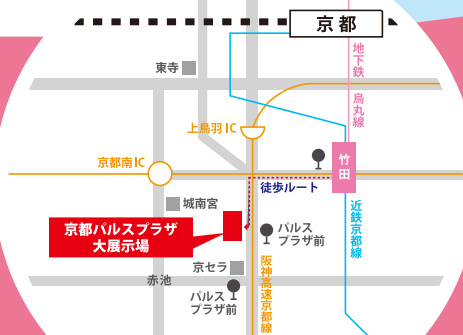 京都
地下鉄
烏丸線
東寺
上鳥羽IC
京都南IC
竹田
徒歩ルート
城南宮
近鉄京都線
京都パルスプラザ
大展示場
パルス
プラザ前
京セラ
赤池
パルス
プラザ前
阪神高速京都線